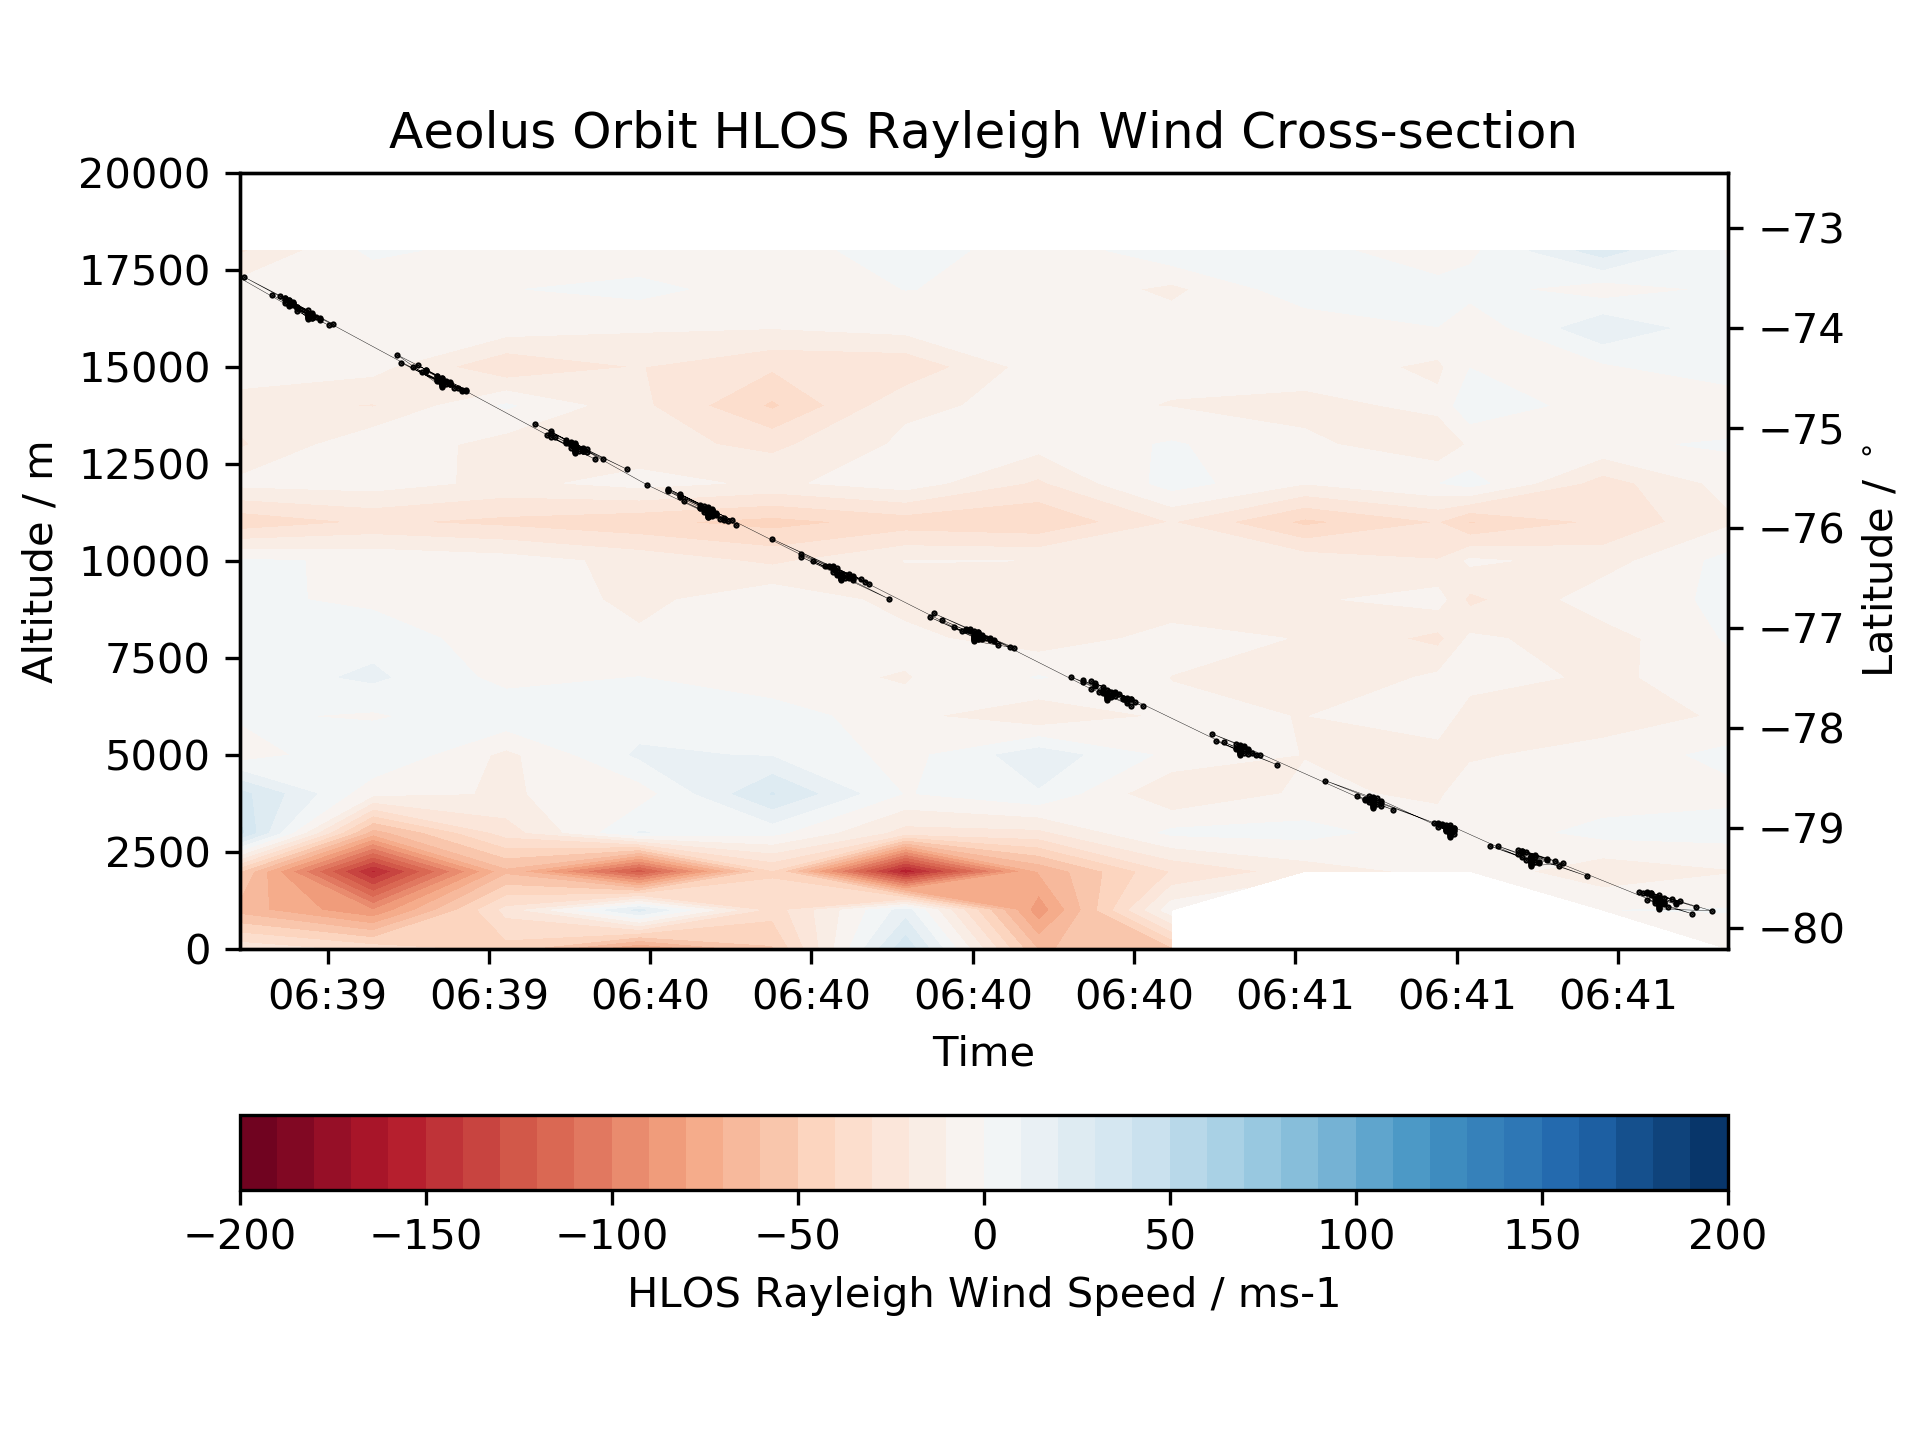 Aeolus Orbit HLOS Rayleigh Wind Cross-section
20000
17500
15000
12500
10000
7500
5000
2500
0
Altitude / m
−73
−74
−75
−76
−77
−78
−79
−80
Latitude / °
06:39 06:39 06:40 06:40 06:40 06:40 06:41 06:41 06:41
Time
−200 −150 −100 −50 0 50 100 150 200
HLOS Rayleigh Wind Speed / ms-1